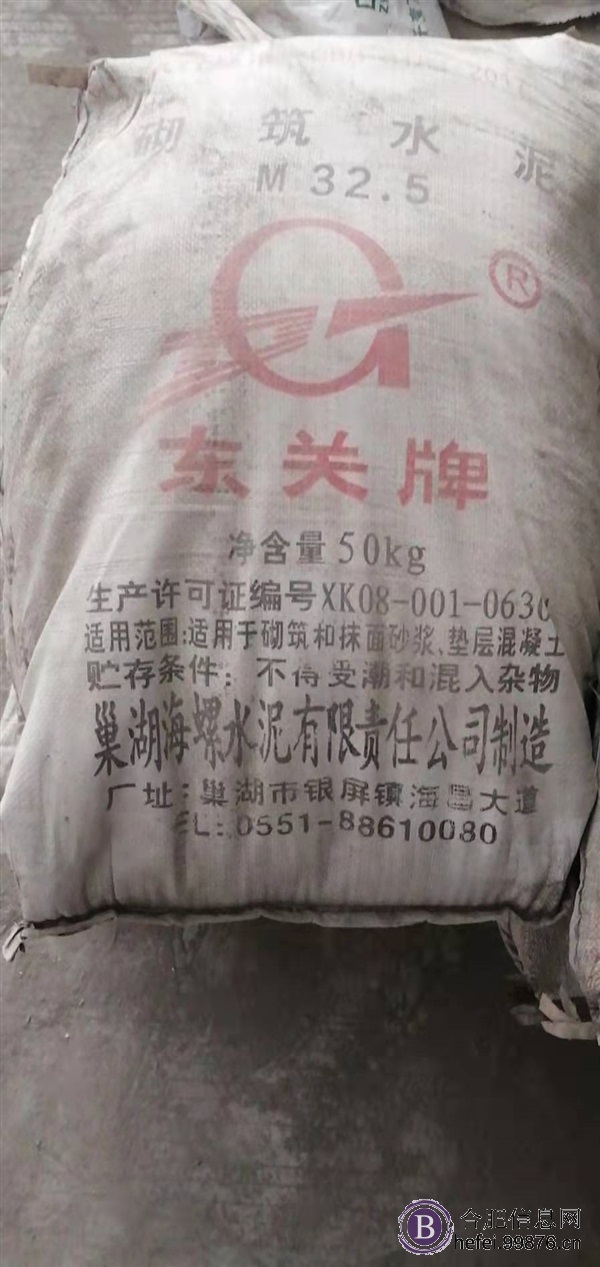 砌筑水泥
M 32.5
®
东关牌
净含量50kg
生产许可证编号XK08-001-0630
适用范围:适用于砌筑和抹面砂浆、垫层混凝土
贮存条件：不得受潮和混入杂物
巢湖海螺水泥有限责任公司制造
厂址:巢湖市银屏镇海昌大道
EL:0551-88610080
B 合肥信息网
hefei.99876.com.cn